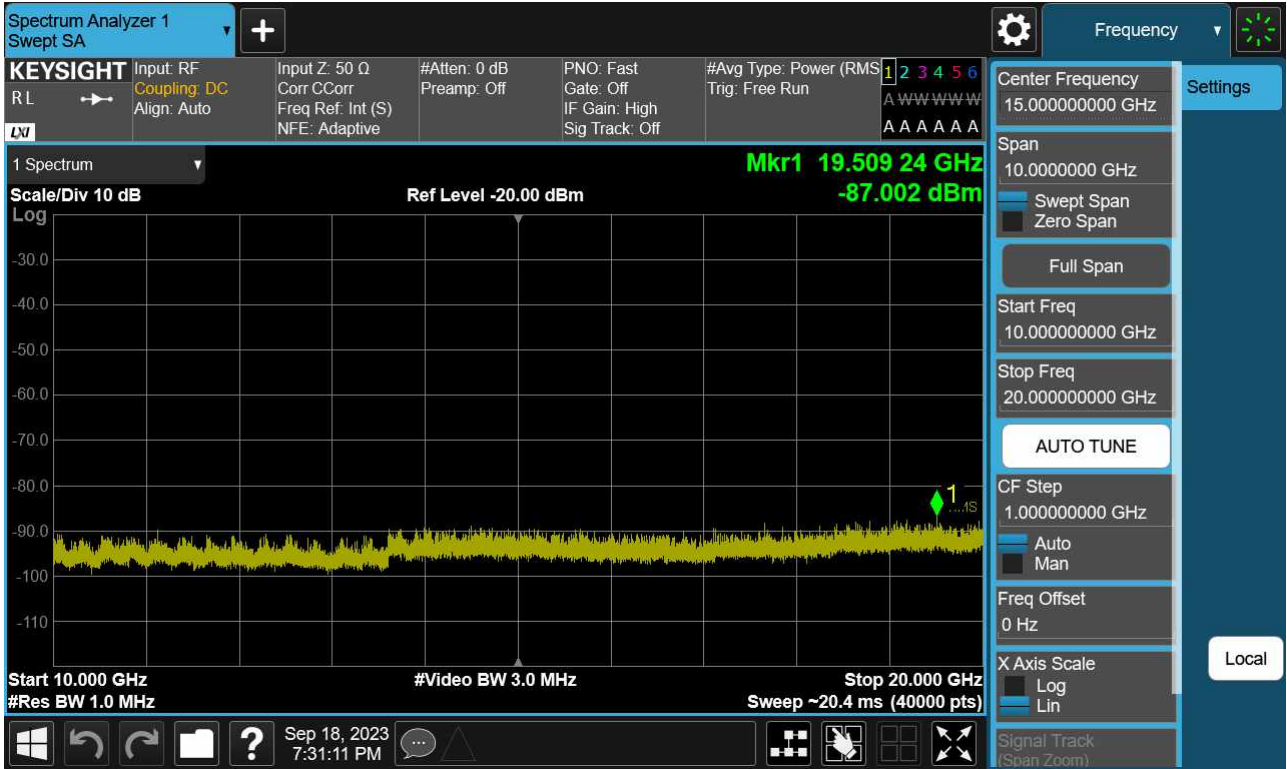 Spectrum Analyzer 1
Swept SA
Frequency
KEYSIGHT
R L
LXI
Input: RF
Coupling: DC
Align: Auto
Input Z: 50 Ω
Corr CCorr
Freq Ref: Int (S)
NFE: Adaptive
#Atten: 0 dB
Preamp: Off
PNO: Fast
Gate: Off
IF Gain: High
Sig Track: Off
#Avg Type: Power (RMS
Trig: Free Run
1 2 3 4 5 6
A W W W W W
A A A A A A
1 Spectrum
Mkr1 19.509 24 GHz
Scale/Div 10 dB
Ref Level -20.00 dBm
-87.002 dBm
Log
-30.0
-40.0
-50.0
-60.0
-70.0
-80.0
-90.0
-100
-110
1
Start 10.000 GHz
#Video BW 3.0 MHz
Stop 20.000 GHz
#Res BW 1.0 MHz
Sweep ~20.4 ms (40000 pts)
Center Frequency
15.000000000 GHz
Span
10.0000000 GHz
Swept Span
Zero Span
Full Span
Start Freq
10.000000000 GHz
Stop Freq
20.000000000 GHz
AUTO TUNE
CF Step
1.000000000 GHz
Auto
Man
Freq Offset
0 Hz
X Axis Scale
Log
Lin
Signal Track
(Span Zoom)
Settings
Local
?
Sep 18, 2023
7:31:11 PM